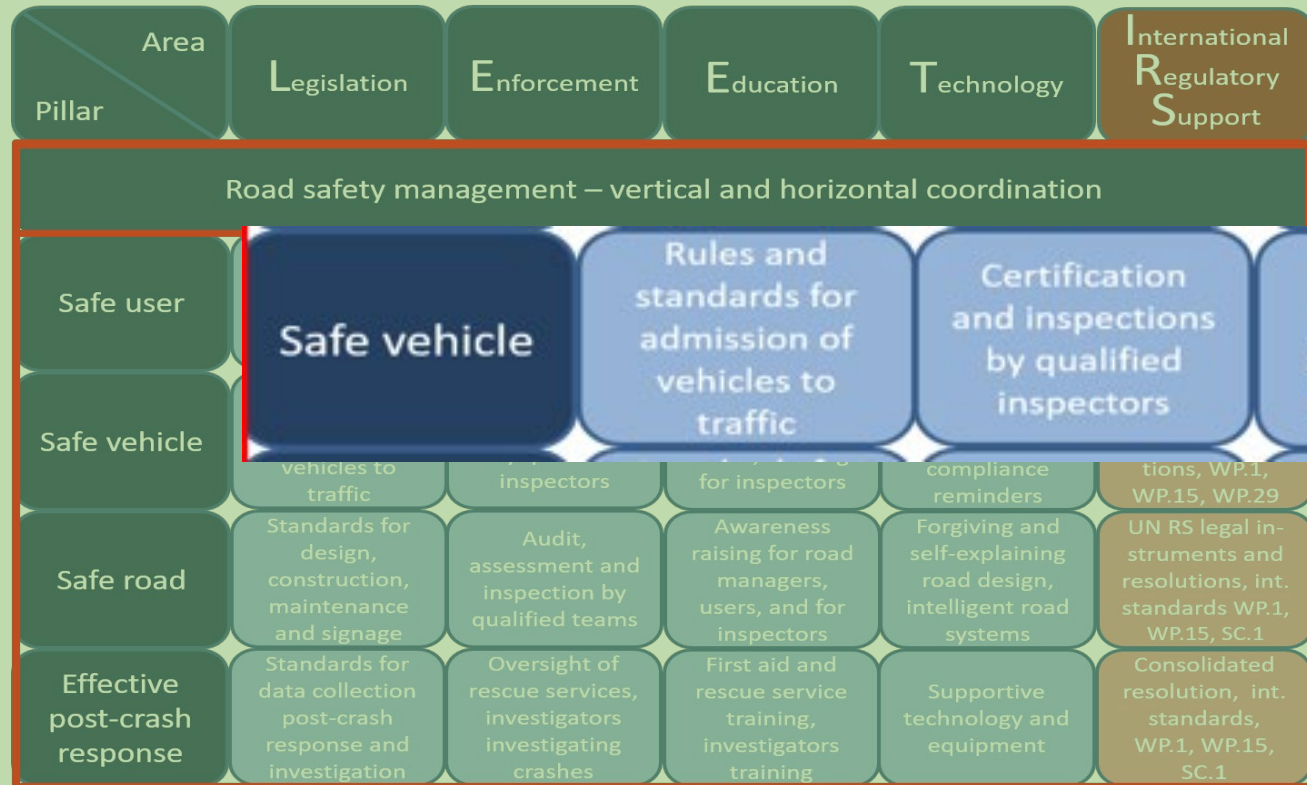 Area
Pillar
Legislation
Enforcement
Education
Technology
International
Regulatory
Support
Road safety management – vertical and horizontal coordination
Safe user
Safe vehicle
Rules and
standards for
admission of
vehicles to
traffic
Certification
and inspections
by qualified
inspectors
Safe vehicle
vehicles to
traffic
inspectors
for inspectors
compliance
reminders
tions, WP.1,
WP.15, WP.29
Safe road
Standards for
design,
construction,
maintenance
and signage
Audit,
assessment and
inspection by
qualified teams
Awareness
raising for road
managers,
users, and for
inspectors
Forgiving and
self-explaining
road design,
intelligent road
systems
UN RS legal in-
struments and
resolutions, int.
standards WP.1,
WP.15, SC.1
Effective
post-crash
response
Standards for
data collection
post-crash
response and
investigation
Oversight of
rescue services,
investigators
investigating
crashes
First aid and
rescue service
training,
investigators
training
Supportive
technology and
equipment
Consolidated
resolution, int.
standards,
WP.1, WP.15,
SC.1